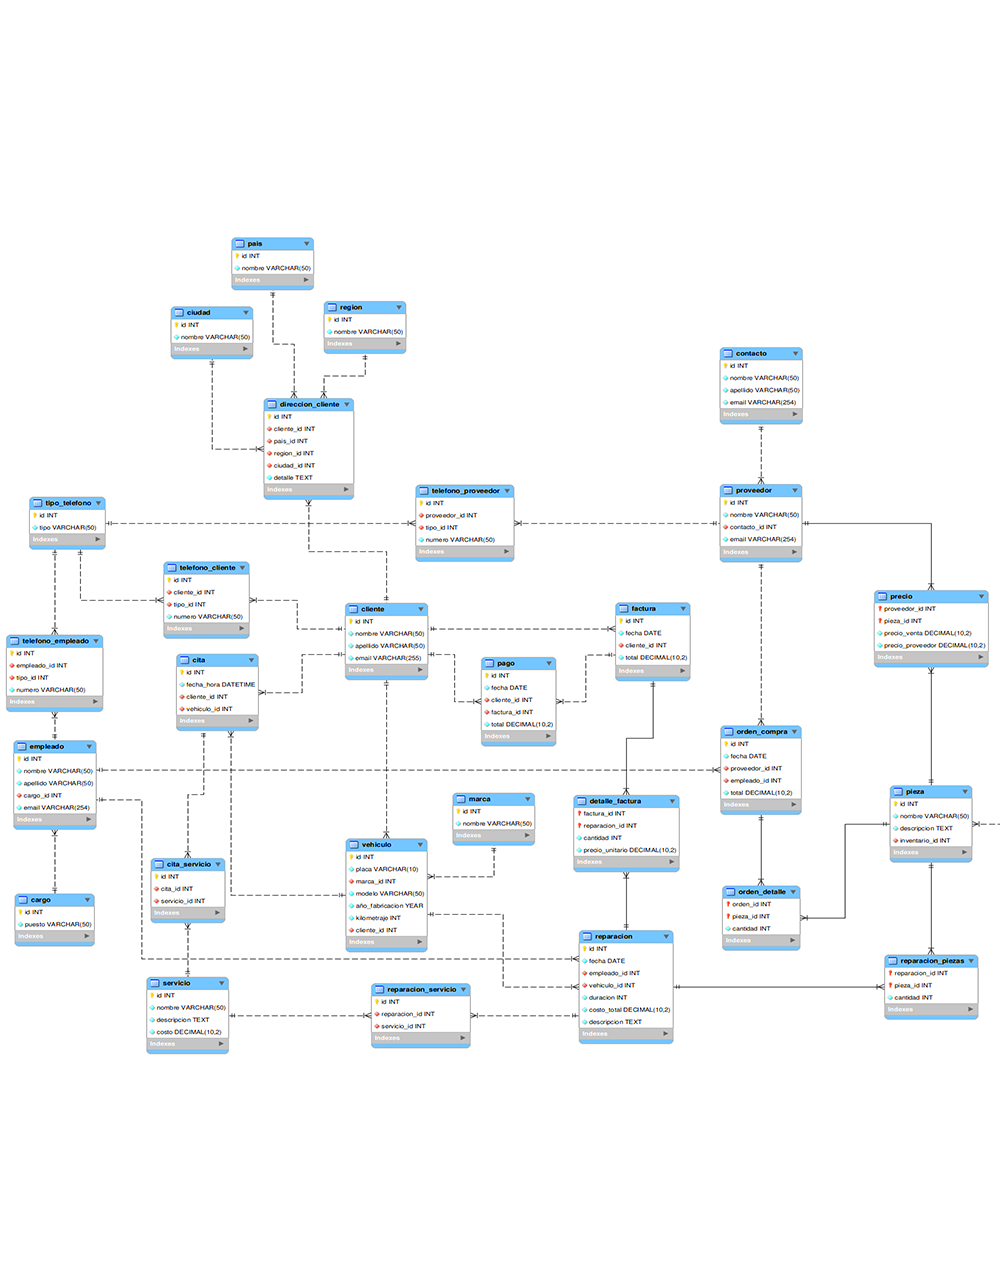 pais
id INT
nombre VARCHAR(50)
Indexes
ciudad
id INT
nombre VARCHAR(50)
Indexes
region
id INT
nombre VARCHAR(50)
Indexes
contacto
id INT
nombre VARCHAR(50)
apellido VARCHAR(50)
email VARCHAR(254)
Indexes
direccion_cliente
id INT
cliente_id INT
pais_id INT
region_id INT
ciudad_id INT
detalle TEXT
Indexes
tipo_telefono
id INT
tipo VARCHAR(50)
Indexes
telefono_proveedor
id INT
proveedor_id INT
tipo_id INT
numero VARCHAR(50)
Indexes
proveedor
id INT
nombre VARCHAR(50)
contacto_id INT
email VARCHAR(254)
Indexes
telefono_cliente
id INT
cliente_id INT
tipo_id INT
numero VARCHAR(50)
Indexes
precio
proveedor_id INT
pieza_id INT
precio_venta DECIMAL(10,2)
precio_proveedor DECIMAL(10,2)
Indexes
cliente
id INT
nombre VARCHAR(50)
apellido VARCHAR(50)
email VARCHAR(255)
Indexes
factura
id INT
fecha DATE
cliente_id INT
total DECIMAL(10,2)
Indexes
telefono_empleado
id INT
empleado_id INT
tipo_id INT
numero VARCHAR(50)
Indexes
cita
id INT
fecha_hora DATETIME
cliente_id INT
vehiculo_id INT
Indexes
pago
id INT
fecha DATE
cliente_id INT
factura_id INT
total DECIMAL(10,2)
Indexes
orden_compra
id INT
fecha DATE
proveedor_id INT
empleado_id INT
total DECIMAL(10,2)
Indexes
empleado
id INT
nombre VARCHAR(50)
apellido VARCHAR(50)
cargo_id INT
email VARCHAR(254)
Indexes
pieza
id INT
nombre VARCHAR(50)
descripcion TEXT
inventario_id INT
Indexes
marca
id INT
nombre VARCHAR(50)
Indexes
detalle_factura
factura_id INT
reparacion_id INT
cantidad INT
precio_unitario DECIMAL(10,2)
Indexes
vehiculo
id INT
placa VARCHAR(10)
marca_id INT
modelo VARCHAR(50)
año_fabricacion YEAR
kilometraje INT
cliente_id INT
Indexes
cita_servicio
id INT
cita_id INT
servicio_id INT
Indexes
orden_detalle
orden_id INT
pieza_id INT
cantidad INT
Indexes
cargo
id INT
puesto VARCHAR(50)
Indexes
reparacion
id INT
fecha DATE
empleado_id INT
vehiculo_id INT
duracion INT
costo_total DECIMAL(10,2)
descripcion TEXT
Indexes
reparacion_piezas
reparacion_id INT
pieza_id INT
cantidad INT
Indexes
servicio
id INT
nombre VARCHAR(50)
descripcion TEXT
costo DECIMAL(10,2)
Indexes
reparacion_servicio
id INT
reparacion_id INT
servicio_id INT
Indexes